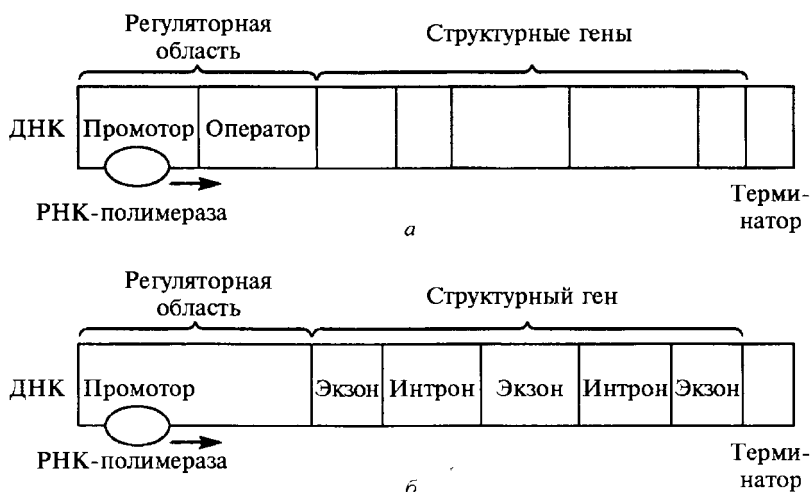 Регуляторная
область
Структурные гены
ДНК
Промотор
Оператор
РНК-полимераза
Терми-
натор
а
Регуляторная
область
Структурный ген
ДНК
Промотор
Экзон
Интрон
Экзон
Интрон
Экзон
РНК-полимераза
Терми-
натор
б